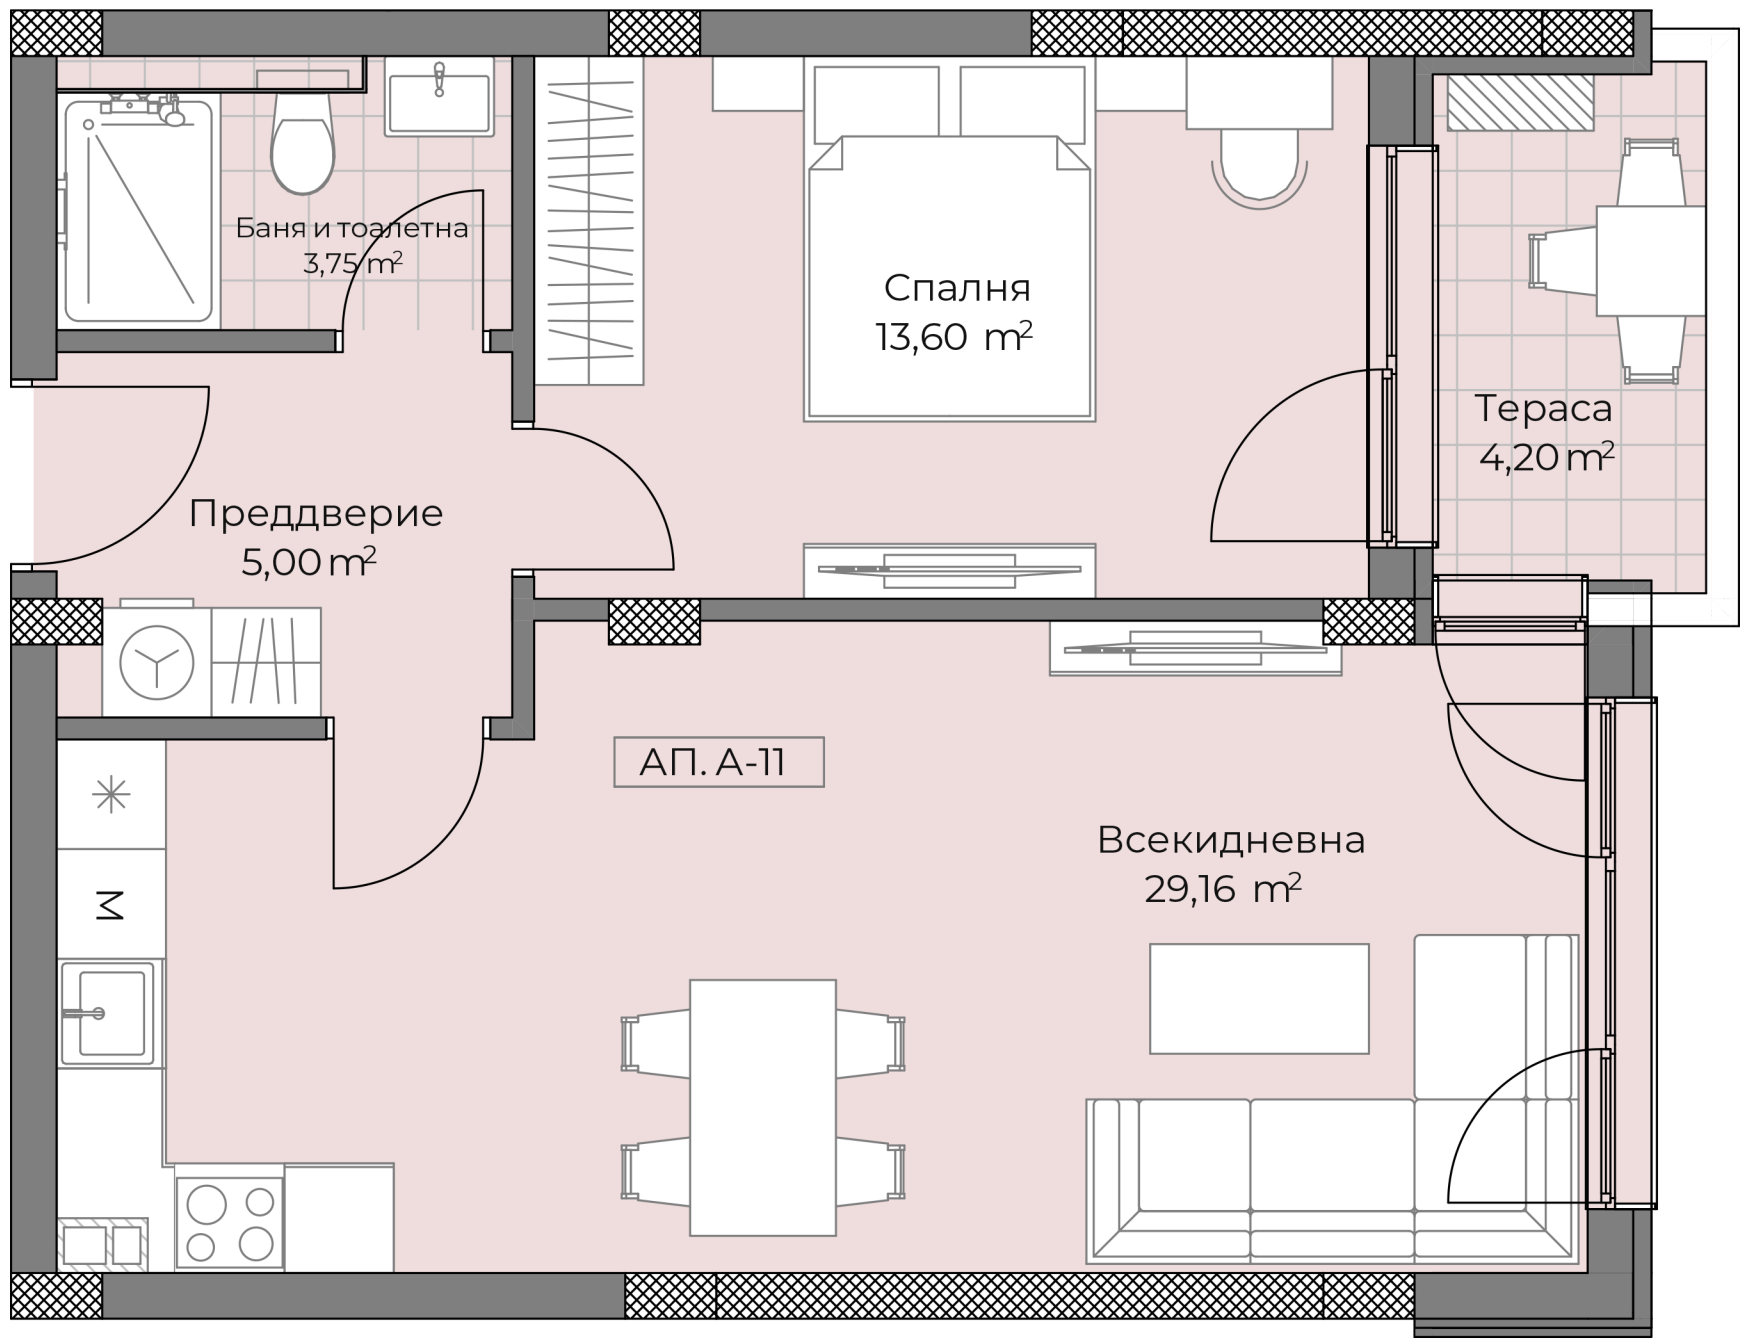 Баня и тоалетна
3,75 m²
Спалня
13,60 m²
Тераса
4,20 m²
Преддверие
5,00 m²
АП. А-11
Всекидневна
29,16 m²
М